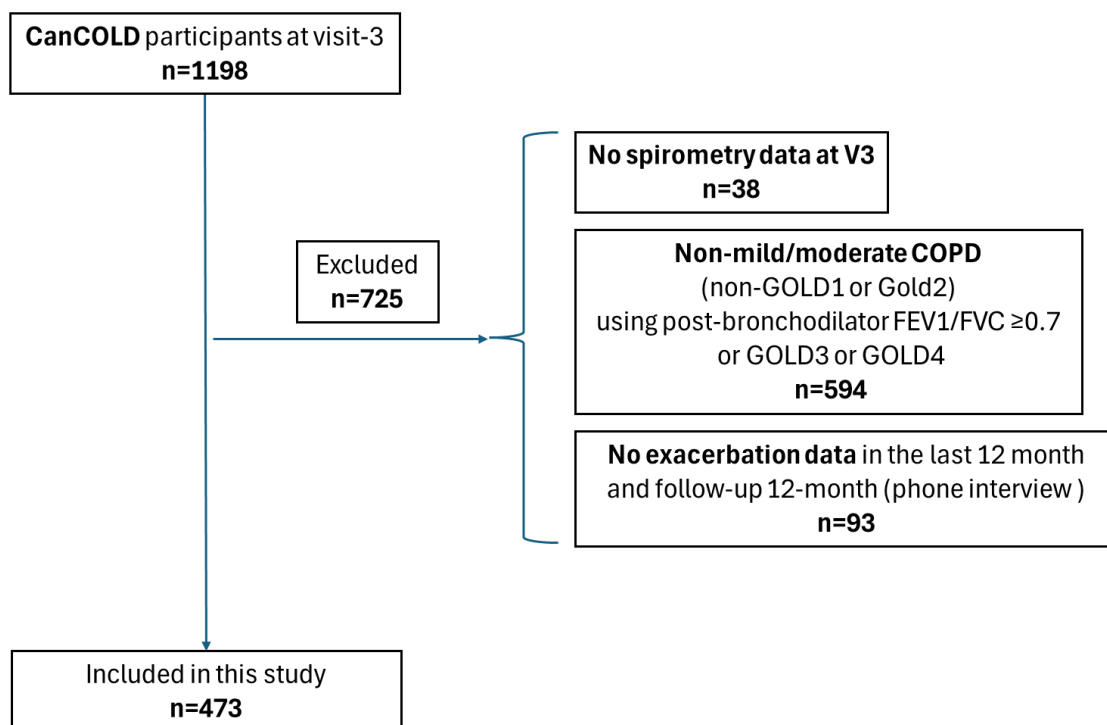 CanCOLD participants at visit-3
n=1198
No spirometry data at V3
n=38
Excluded
n=725
Non-mild/moderate COPD
(non-GOLD1 or Gold2)
using post-bronchodilator FEV1/FVC ≥0.7
or GOLD3 or GOLD4
n=594
No exacerbation data in the last 12 month
and follow-up 12-month (phone interview )
n=93
Included in this study
n=473